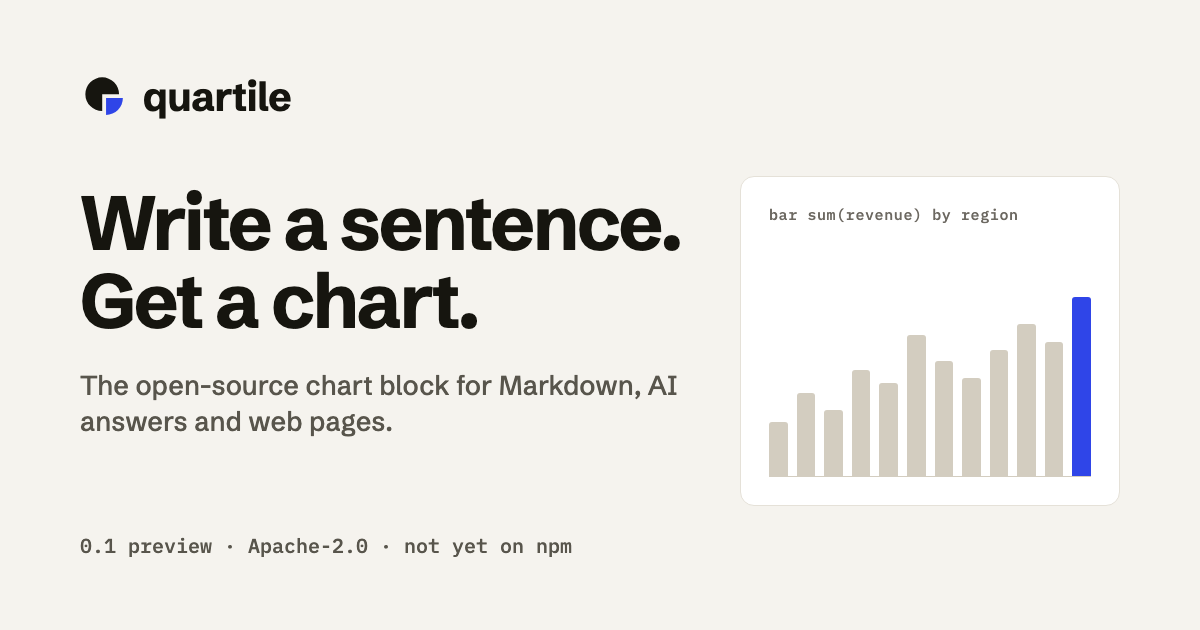 quartile
Write a sentence.
Get a chart.
The open-source chart block for Markdown, AI
answers and web pages.
0.1 preview · Apache-2.0 · not yet on npm
bar sum(revenue) by region